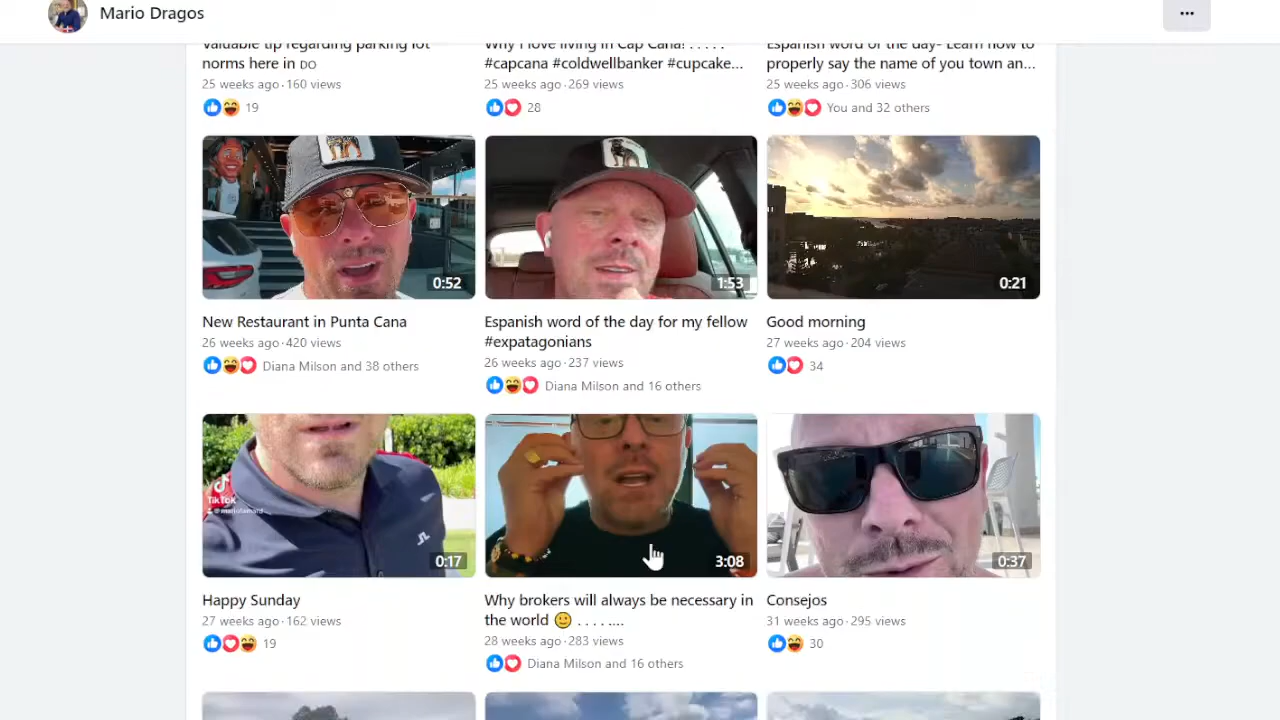 Mario Dragos
Valuable tip regarding parking lot
norms here in DO
25 weeks ago · 160 views
19
Why I love living in Cap Cana! . . . . .
#capcana #coldwellbanker #cupcake...
25 weeks ago · 269 views
28
Espanish word of the day- Learn how to
properly say the name of you town an...
25 weeks ago · 306 views
You and 32 others
0:52
New Restaurant in Punta Cana
26 weeks ago · 420 views
Diana Milson and 38 others
1:53
Espanish word of the day for my fellow
#expatagonians
26 weeks ago · 237 views
Diana Milson and 16 others
0:21
Good morning
27 weeks ago · 204 views
34
TikTok
0:17
Happy Sunday
27 weeks ago · 162 views
19
3:08
Why brokers will always be necessary in
the world 🙂 . . . . ....
28 weeks ago · 283 views
Diana Milson and 16 others
0:37
Consejos
31 weeks ago · 295 views
30